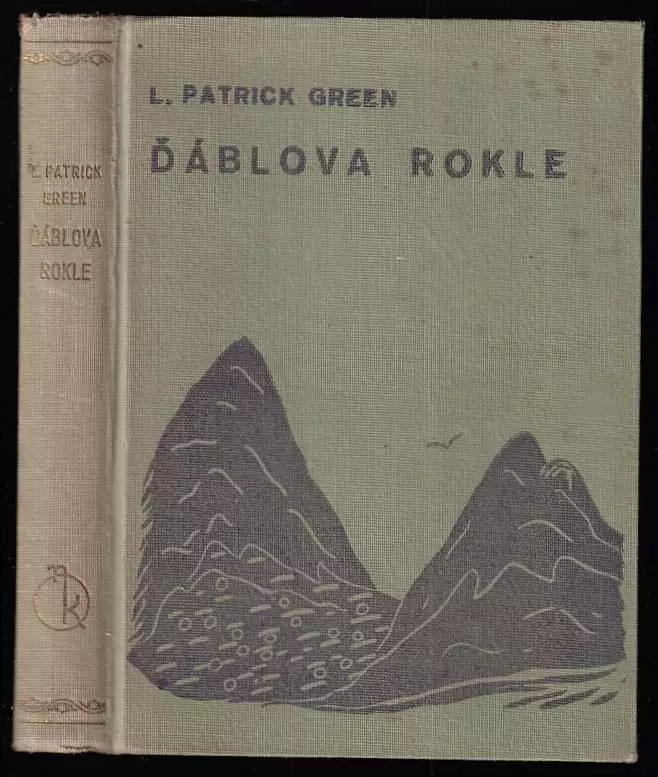 L. PATRICK GREEN
ĎÁBLOVA ROKLE
L. PATRICK
GREEN
ĎÁBLOVA
ROKLE
k